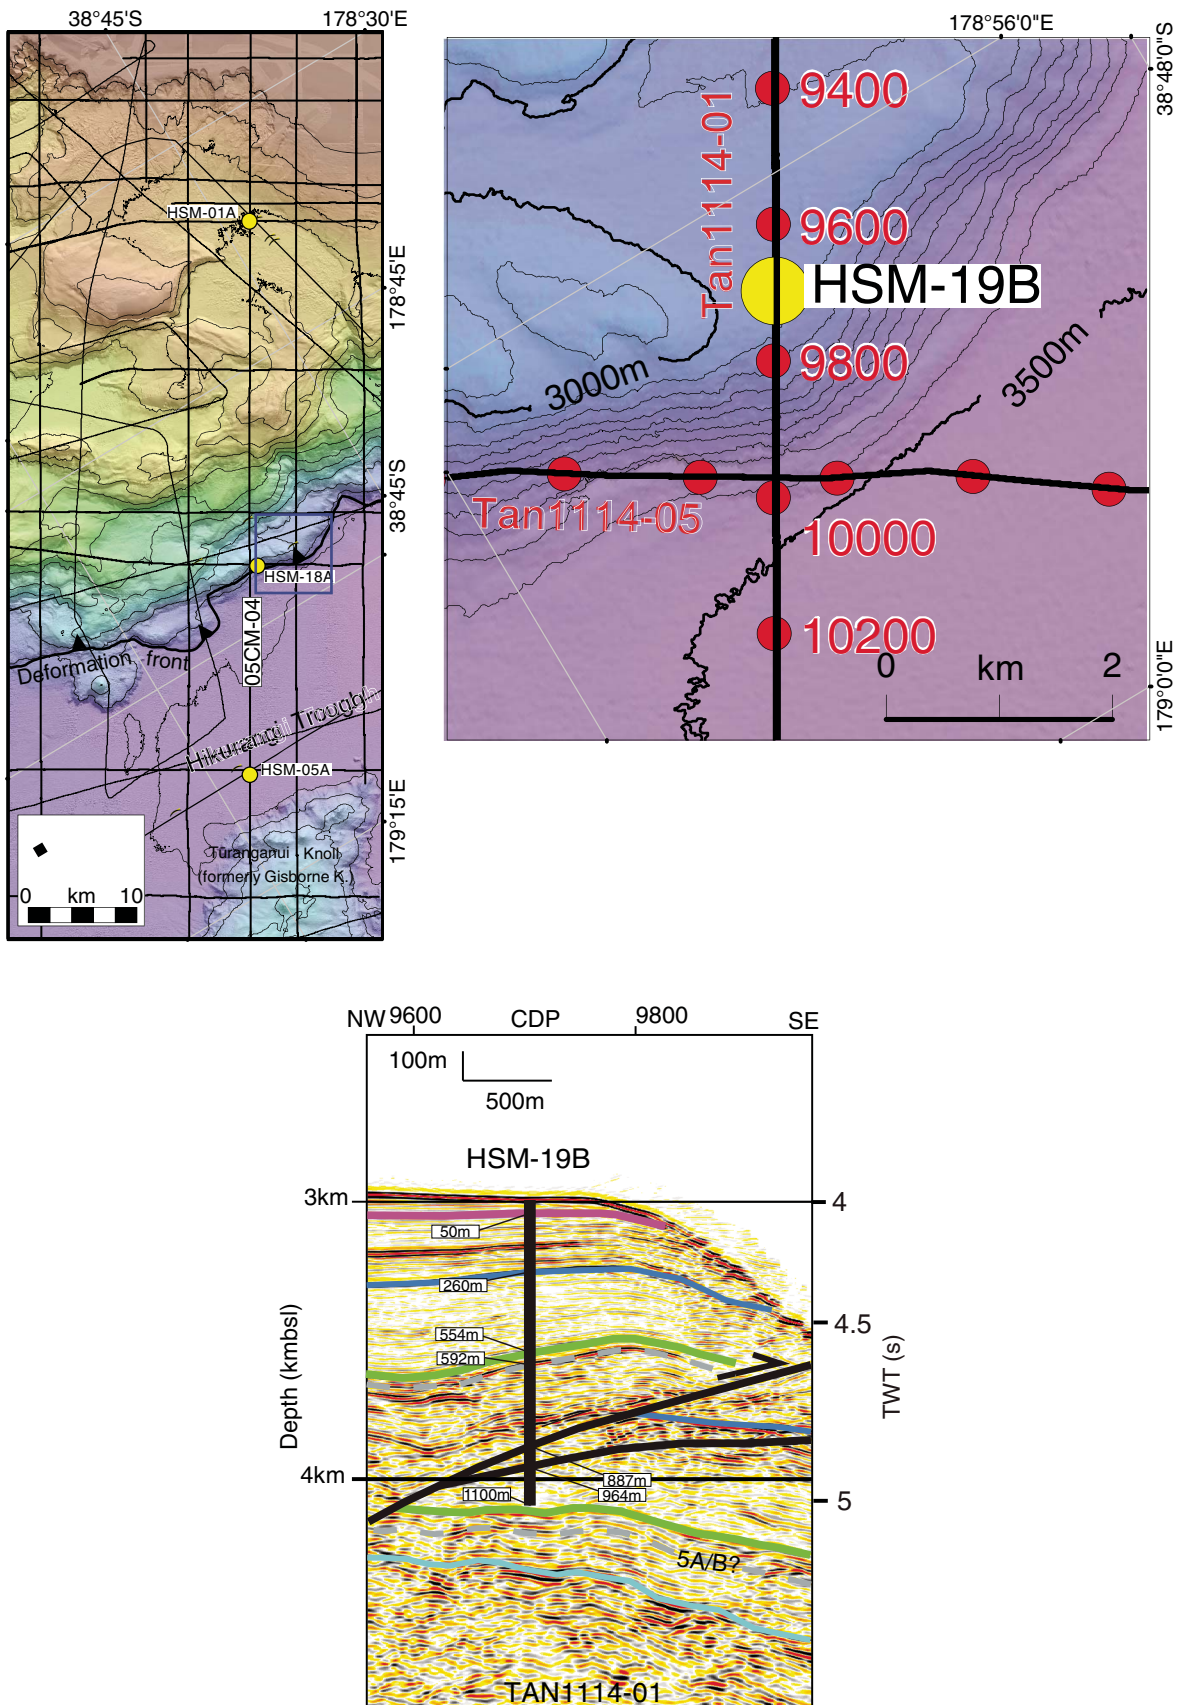 38°45'S
178°30'E
HSM-01A
178°45'E
38°45'S
HSM-18A
05CM-04
Deformation front
Hikurangi Trough
HSM-05A
179°15'E
Turanganui Knoll
(formerly Gisborne K.)
0 km 10
178°56'0"E
38°48'0"S
Tan1114-01
9400
9600
HSM-19B
9800
3000m
3500m
Tan1114-05
10000
10200
0 km 2
179°0'0"E
NW 9600 CDP 9800 SE
100m
500m
HSM-19B
3km
4
50m
260m
554m
592m
4.5
Depth (kmbsl)
TWT (s)
4km
887m
1100m
964m
5
5A/B?
TAN1114-01